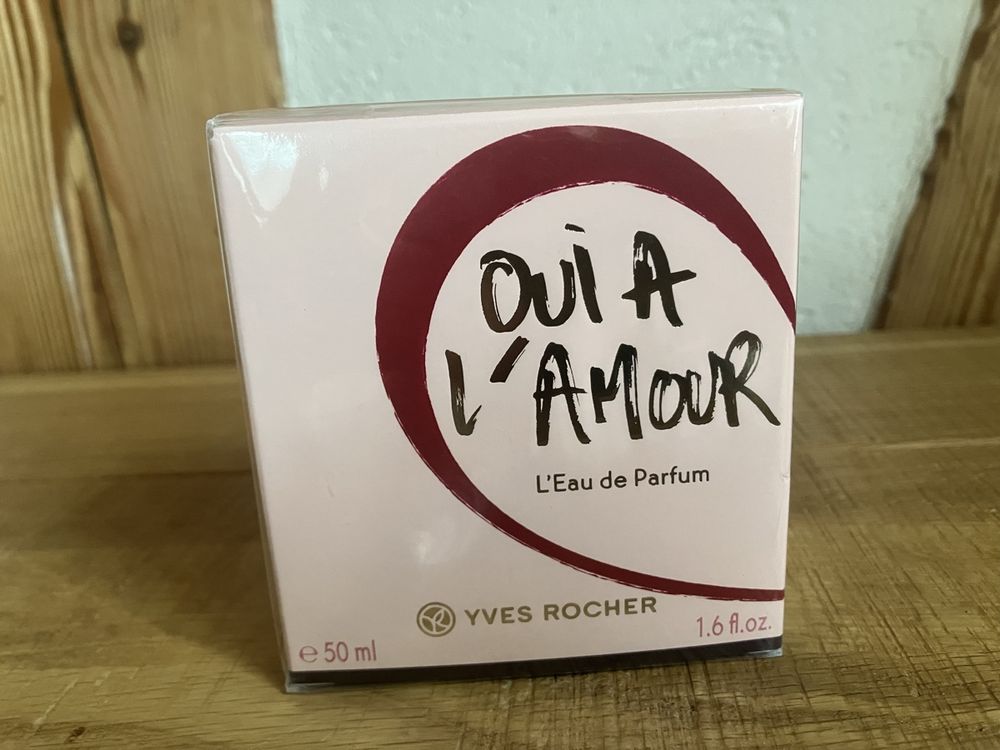 OUI A
L'AMOUR
L'Eau de Parfum
YVES ROCHER
℮ 50 ml
1.6 fl.oz.